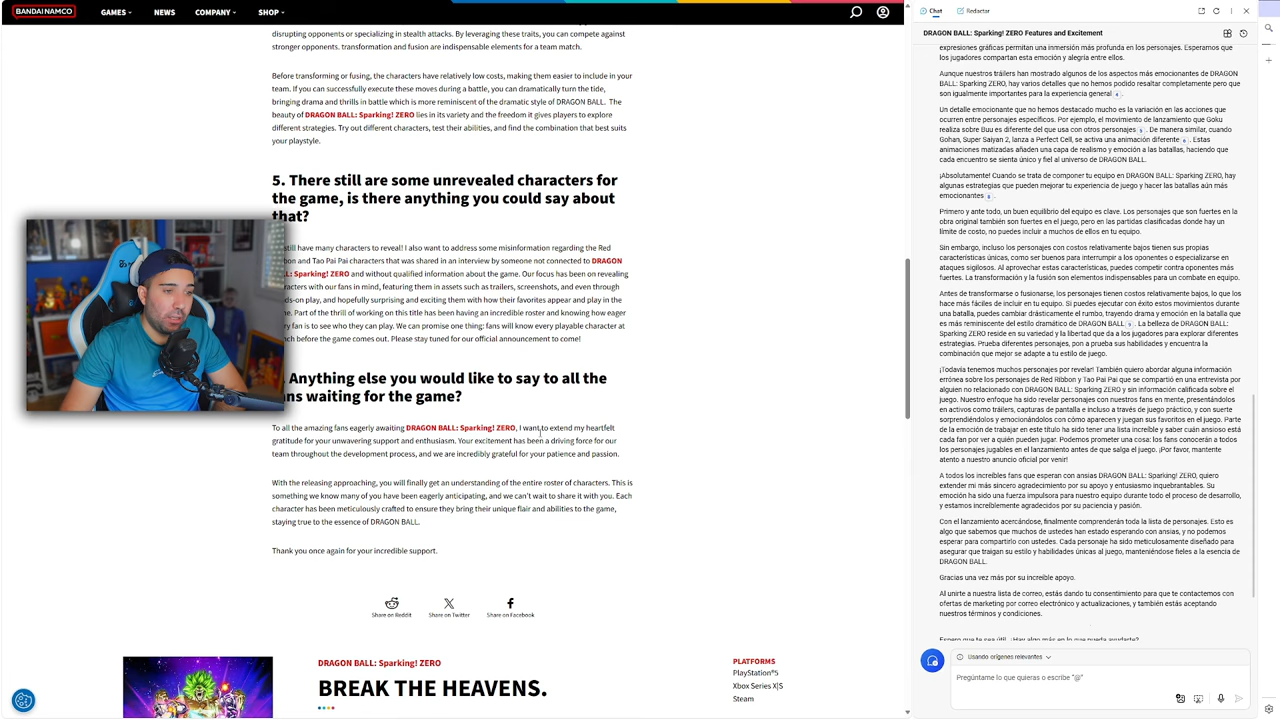 BANDAI NAMCO
GAMES
NEWS
COMPANY
SHOP
disrupting opponents or specializing in stealth attacks. By leveraging these traits, you can compete against
stronger opponents. transformation and fusion are indispensable elements for a team match.
Before transforming or fusing, the characters have relatively low costs, making them easier to include in your
team. If you can successfully execute these moves during a battle, you can dramatically turn the tide,
bringing drama and thrills in battle which is more reminiscent of the dramatic style of DRAGON BALL. The
beauty of DRAGON BALL: Sparking! ZERO lies in its variety and the freedom it gives players to explore
different strategies. Try out different characters, test their abilities, and find the combination that best suits
your playstyle.
5. There still are some unrevealed characters for
the game, is there anything you could say about
that?
still have many characters to reveal! I also want to address some misinformation regarding the Red
and Tao Pai Pai characters that was shared in an interview by someone not connected to DRAGON
Sparking! ZERO and without qualified information about the game. Our focus has been on revealing
with our fans in mind, featuring them in assets such as trailers, screenshots, and even through
play, and hopefully surprising and exciting them with how their favorites appear and play in the
Part of the thrill of working on this title has been having an incredible roster and knowing how eager
fan is to see who they can play. We can promise one thing: fans will know every playable character at
before the game comes out. Please stay tuned for our official announcement to come!
Anything else you would like to say to all the
waiting for the game?
To all the amazing fans eagerly awaiting DRAGON BALL: Sparking! ZERO, I want to extend my heartfelt
gratitude for your unwavering support and enthusiasm. Your excitement has been a driving force for our
team throughout the development process, and we are incredibly grateful for your patience and passion.
With the releasing approaching, you will finally get an understanding of the entire roster of characters. This is
something we know many of you have been eagerly anticipating, and we can't wait to share it with you. Each
character has been meticulously crafted to ensure they bring their unique flair and abilities to the game,
staying true to the essence of DRAGON BALL.
Thank you once again for your incredible support.
Share on Reddit
Share on Twitter
Share on Facebook
DRAGON BALL: Sparking! ZERO
BREAK THE HEAVENS.
PLATFORMS
PlayStation®5
Xbox Series X|S
Steam
Chat
Redactar
DRAGON BALL: Sparking! ZERO Features and Excitement
expresiones gráficas permitan una inmersión más profunda en los personajes. Esperamos que
los jugadores compartan esta emoción y alegría entre ellos.
Aunque nuestros tráilers han mostrado algunos de los aspectos más emocionantes de DRAGON
BALL: Sparking ZERO, hay varios detalles que no hemos podido resaltar completamente pero que
son igualmente importantes para la experiencia general
Un detalle emocionante que no hemos destacado mucho es la variación en las acciones que
ocurren entre personajes específicos. Por ejemplo, el movimiento de lanzamiento que Goku
realiza sobre Buu es diferente del que usa con otros personajes 5 . De manera similar, cuando
Gohan, Super Saiyan 2, lanza a Perfect Cell, se activa una animación diferente 6 . Estas
animaciones matizadas añaden una capa de realismo y emoción a las batallas, haciendo que
cada encuentro se sienta único y fiel al universo de DRAGON BALL.
¡Absolutamente! Cuando se trata de componer tu equipo en DRAGON BALL: Sparking ZERO, hay
algunas estrategias que pueden mejorar tu experiencia de juego y hacer las batallas aún más
emocionantes 8 .
Primero y ante todo, un buen equilibrio del equipo es clave. Los personajes que son fuertes en la
obra original también son fuertes en el juego, pero en las partidas clasificadas donde hay un
límite de costo, no puedes incluir a muchos de ellos en tu equipo.
Sin embargo, incluso los personajes con costos relativamente bajos tienen sus propias
características únicas, como ser buenos para interrumpir a los oponentes o especializarse en
ataques sigilosos. Al aprovechar estas características, puedes competir contra oponentes más
fuertes. La transformación y la fusión son elementos indispensables para un combate en equipo.
Antes de transformarse o fusionarse, los personajes tienen costos relativamente bajos, lo que los
hace más fáciles de incluir en tu equipo. Si puedes ejecutar con éxito estos movimientos durante
una batalla, puedes cambiar drásticamente el rumbo, trayendo drama y emoción en la batalla que
es más reminiscente del estilo dramático de DRAGON BALL 9 . La belleza de DRAGON BALL:
Sparking ZERO reside en su variedad y la libertad que da a los jugadores para explorar diferentes
estrategias. Prueba diferentes personajes, pon a prueba sus habilidades y encuentra la
combinación que mejor se adapte a tu estilo de juego.
¡Todavía tenemos muchos personajes por revelar! También quiero abordar alguna información
errónea sobre los personajes de Red Ribbon y Tao Pai Pai que se compartió en una entrevista por
alguien no relacionado con DRAGON BALL: Sparking ZERO y sin información calificada sobre el
juego. Nuestro enfoque ha sido revelar personajes con nuestros fans en mente, presentándolos
en activos como tráilers, capturas de pantalla e incluso a través de juego práctico, y con suerte
sorprendiéndolos y emocionándolos con cómo aparecen y juegan sus favoritos en el juego. Parte
de la emoción de trabajar en este título ha sido tener una lista increíble y saber cuán ansioso está
cada fan por ver a quién pueden jugar. Podemos prometer una cosa: los fans conocerán a todos
los personajes jugables en el lanzamiento antes de que salga el juego. ¡Por favor, mantente
atento a nuestro anuncio oficial por venir!
A todos los increíbles fans que esperan con ansias DRAGON BALL: Sparking! ZERO, quiero
extender mi más sincero agradecimiento por su apoyo y entusiasmo inquebrantables. Su
emoción ha sido una fuerza impulsora para nuestro equipo durante todo el proceso de desarrollo,
y estamos increíblemente agradecidos por su paciencia y pasión.
Con el lanzamiento acercándose, finalmente comprenderán toda la lista de personajes. Esto es
algo que sabemos que muchos de ustedes han estado esperando con ansias, y no podemos
esperar para compartirlo con ustedes. Cada personaje ha sido meticulosamente diseñado para
asegurar que traigan su estilo y habilidades únicas al juego, manteniéndose fieles a la esencia de
DRAGON BALL.
Gracias una vez más por su increíble apoyo.
Al unirte a nuestra lista de correo, estás dando tu consentimiento para que te contactemos con
ofertas de marketing por correo electrónico y actualizaciones, y también estás aceptando
nuestros términos y condiciones.
Espero que te sea útil. ¿Hay algo más en lo que pueda ayudarte?
Usando orígenes relevantes
Pregúntame lo que quieras o escribe "@"